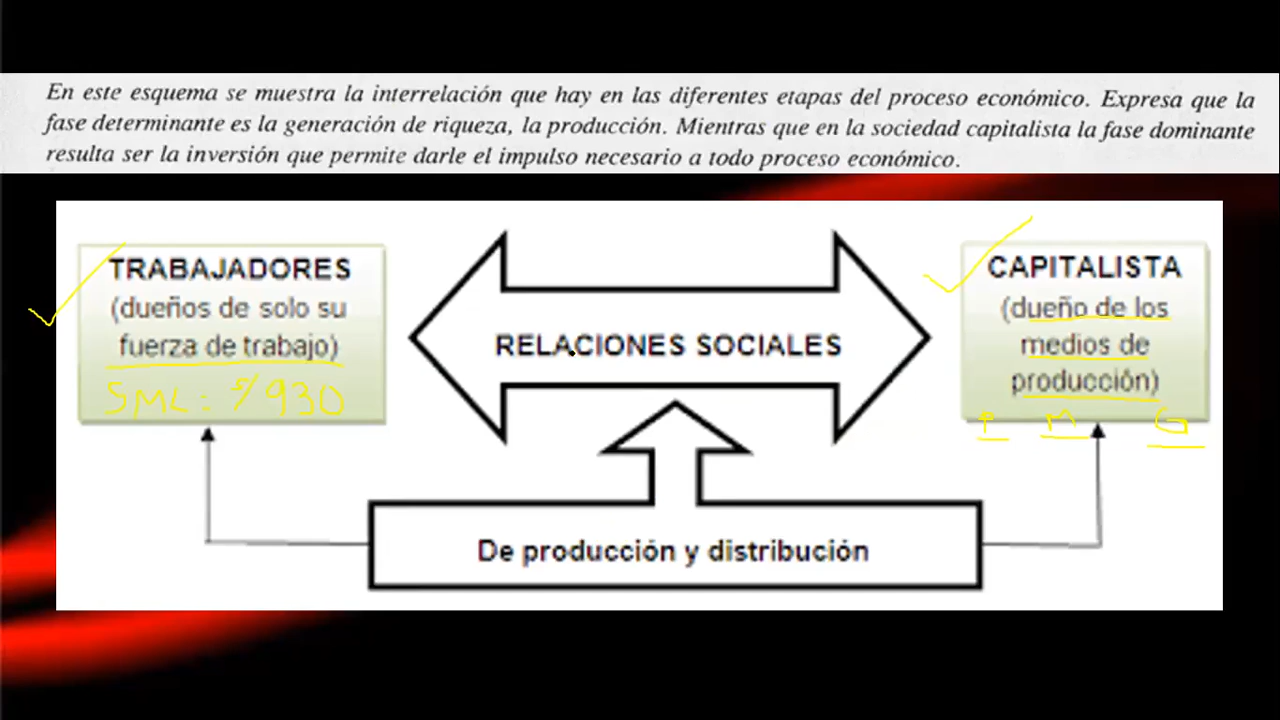 En este esquema se muestra la interrelación que hay en las diferentes etapas del proceso económico. Expresa que la
fase determinante es la generación de riqueza, la producción. Mientras que en la sociedad capitalista la fase dominante
resulta ser la inversión que permite darle el impulso necesario a todo proceso económico.
TRABAJADORES
(dueños de solo su
fuerza de trabajo)
SML: S/930
RELACIONES SOCIALES
CAPITALISTA
(dueño de los
medios de
producción)
M G
De producción y distribución